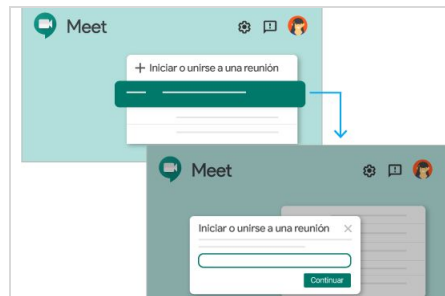 Meet
+ Iniciar o unirse a una reunión
Meet
Iniciar o unirse a una reunión
Continuar